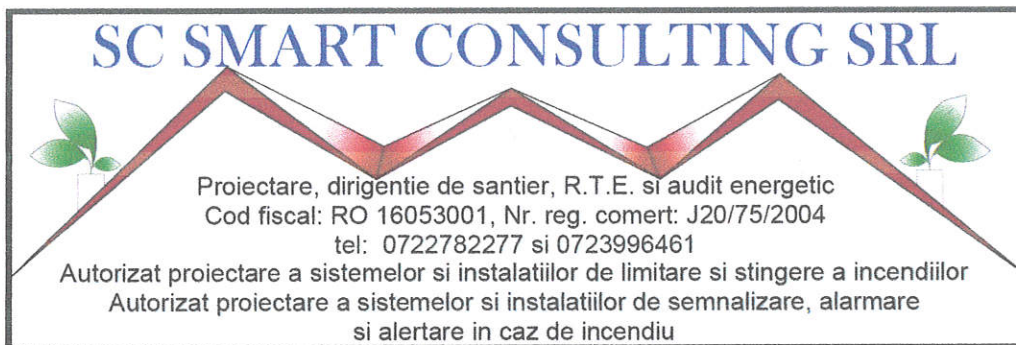 SC SMART CONSULTING SRL
Proiectare, dirigentie de santier, R.T.E. si audit energetic
Cod fiscal: RO 16053001, Nr. reg. comert: J20/75/2004
tel: 0722782277 si 0723996461
Autorizat proiectare a sistemelor si instalatiilor de limitare si stingere a incendiilor
Autorizat proiectare a sistemelor si instalatiilor de semnalizare, alarmare
si alertare in caz de incendiu